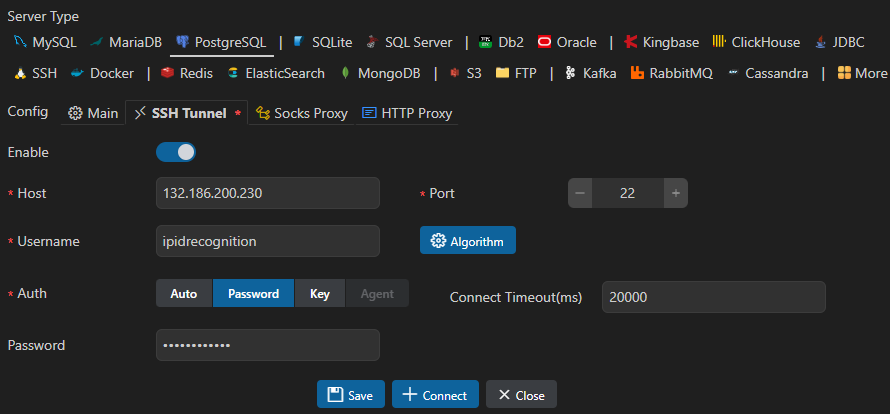 Server Type
MySQL MariaDB PostgreSQL | SQLite SQL Server | Db2 Oracle | Kingbase ClickHouse JDBC
SSH Docker | Redis ElasticSearch MongoDB | S3 FTP | Kafka RabbitMQ Cassandra | More
Config Main SSH Tunnel * Socks Proxy HTTP Proxy
Enable
* Host 132.186.200.230 * Port − 22 +
* Username ipidrecognition Algorithm
* Auth Auto Password Key Agent Connect Timeout(ms) 20000
Password ••••••••••••
Save Connect Close